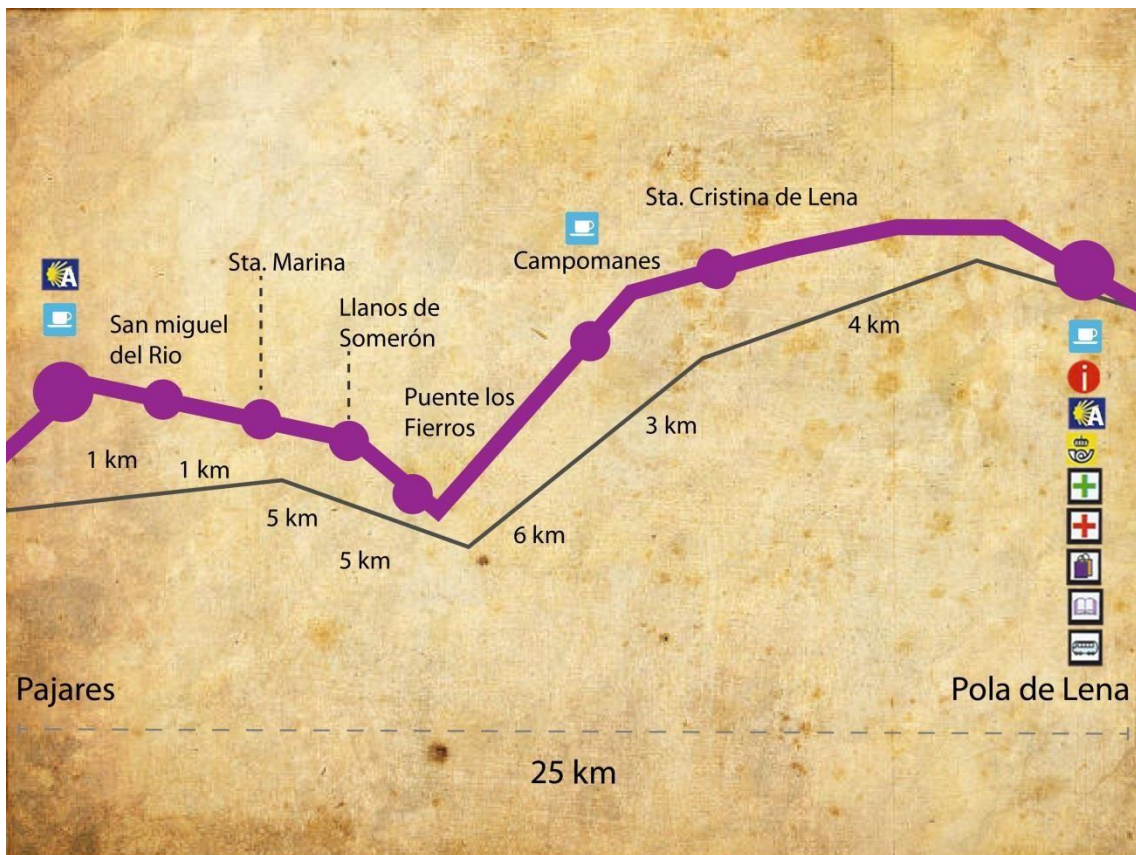 Sta. Cristina de Lena
Campomanes
Sta. Marina
Llanos de
Somerón
San miguel
del Rio
Puente los
Fierros
1 km
1 km
5 km
5 km
6 km
3 km
4 km
A
i
A
Pajares
Pola de Lena
25 km